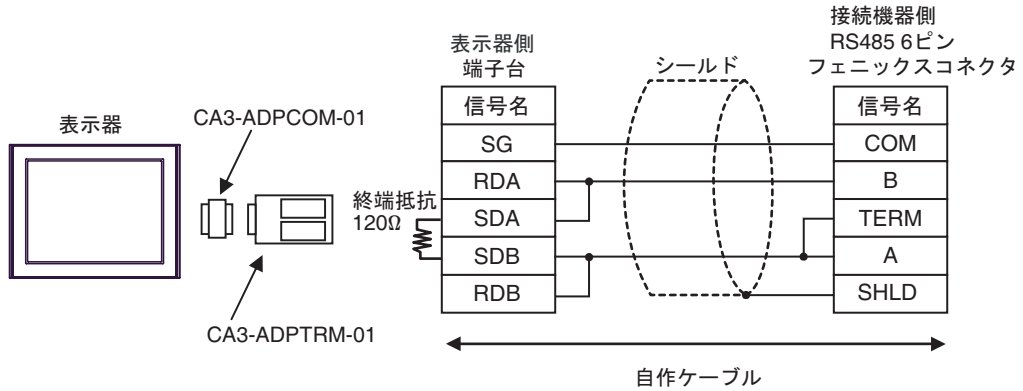 表示器
CA3-ADPCOM-01
CA3-ADPTRM-01
終端抵抗
120Ω
表示器側
端子台
信号名
SG
RDA
SDA
SDB
RDB
シールド
接続機器側
RS485 6ピン
フェニックスコネクタ
信号名
COM
B
TERM
A
SHLD
自作ケーブル